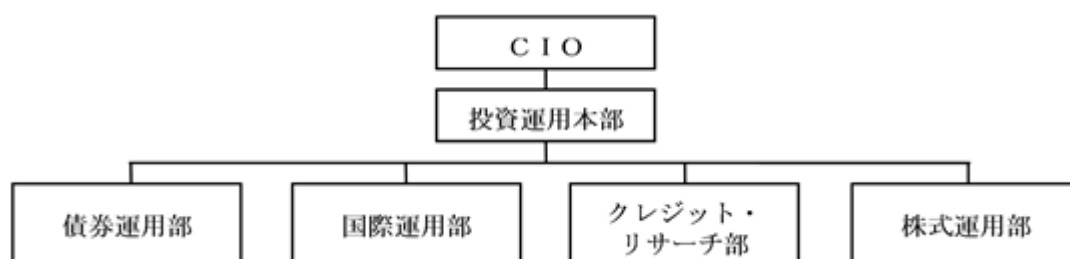 ＣＩＯ
投資運用本部
債券運用部
国際運用部
クレジット・
リサーチ部
株式運用部